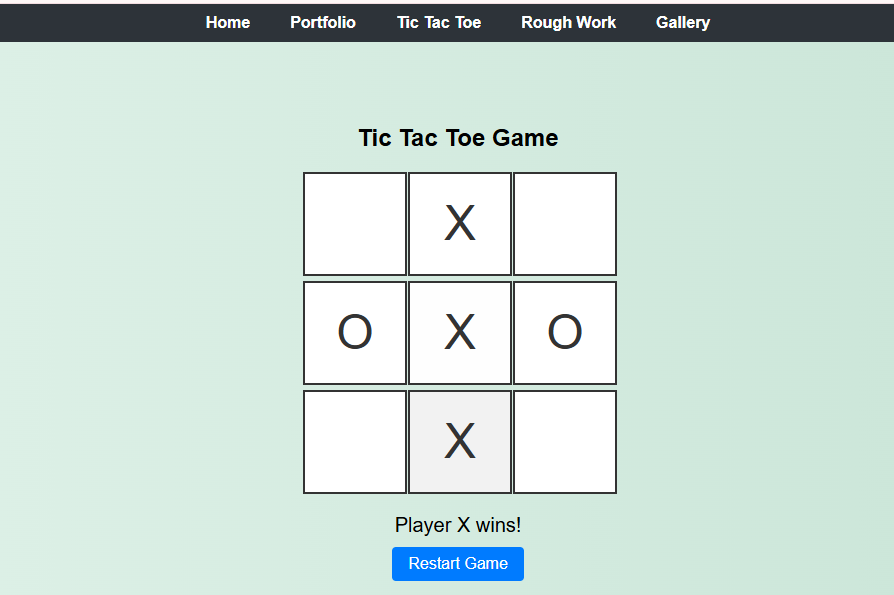 Home Portfolio Tic Tac Toe Rough Work Gallery
Tic Tac Toe Game
X
O X O
X
Player X wins!
Restart Game